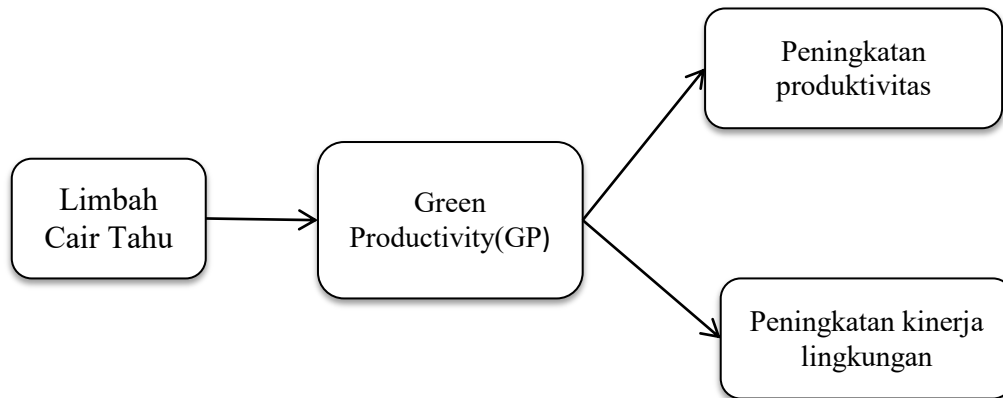 Limbah
Cair Tahu
Green
Productivity(GP)
Peningkatan
produktivitas
Peningkatan kinerja
lingkungan